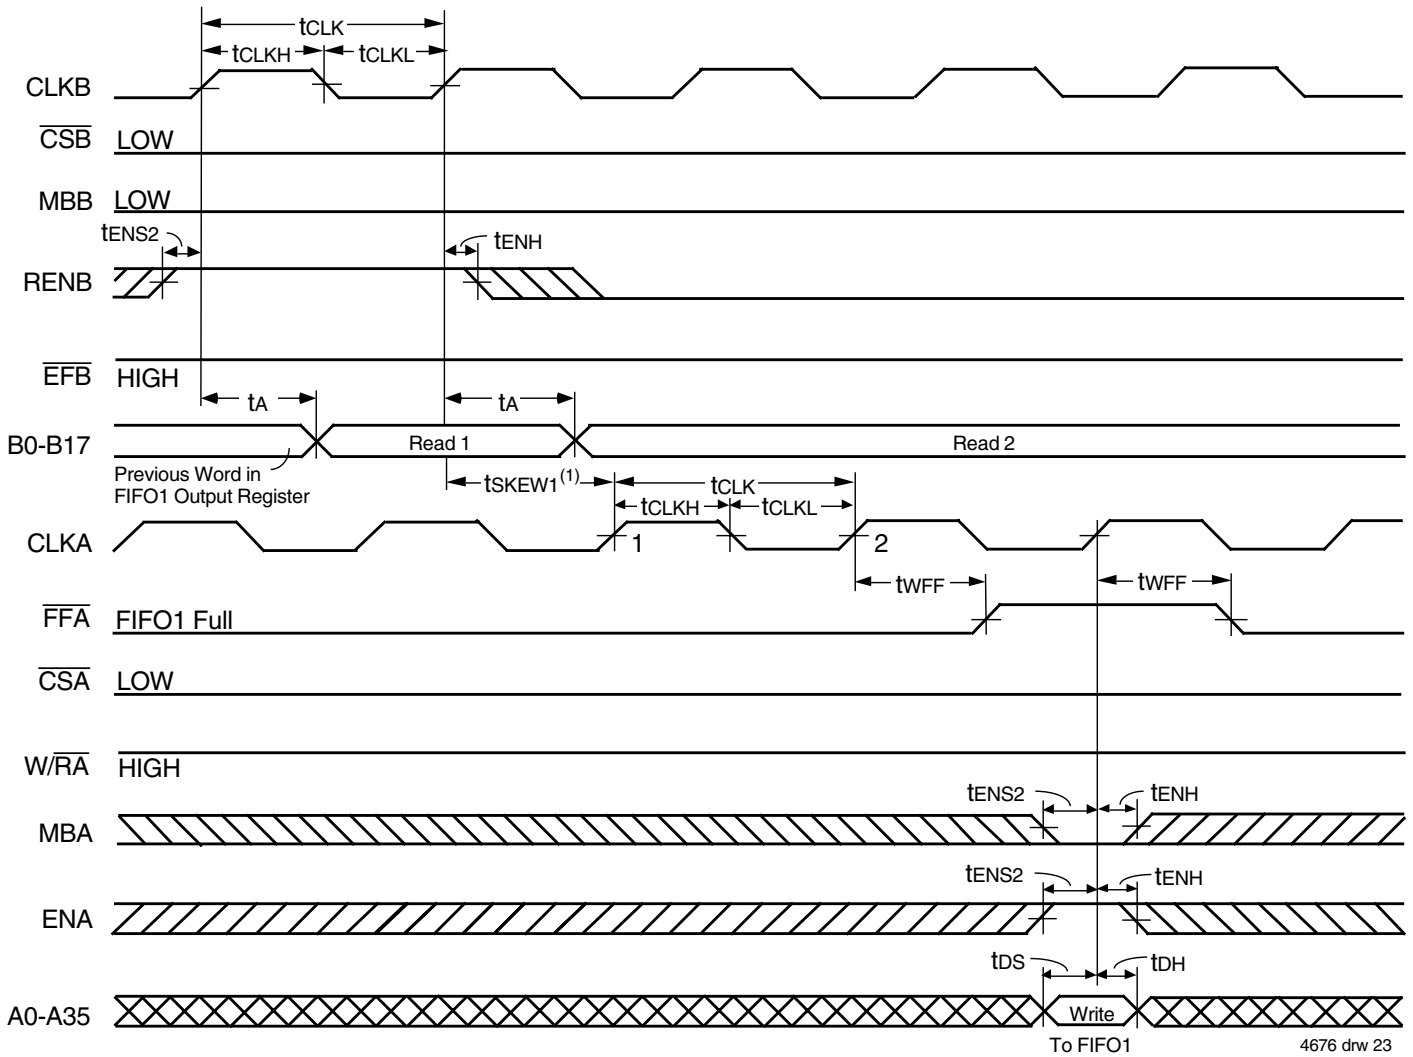 tCLK
tCLKH
tCLKL
CLKB
CSB LOW
MBB LOW
tENS2
tENH
RENB
EFB HIGH
tA
tA
B0-B17
Read 1
Read 2
Previous Word in
FIFO1 Output Register
tSKEW1(1)
tCLK
tCLKH
tCLKL
CLKA
1
2
tWFF
tWFF
FFA FIFO1 Full
CSA LOW
W/RA HIGH
tENS2
tENH
MBA
tENS2
tENH
ENA
tDS
tDH
A0-A35
Write
To FIFO1
4676 drw 23